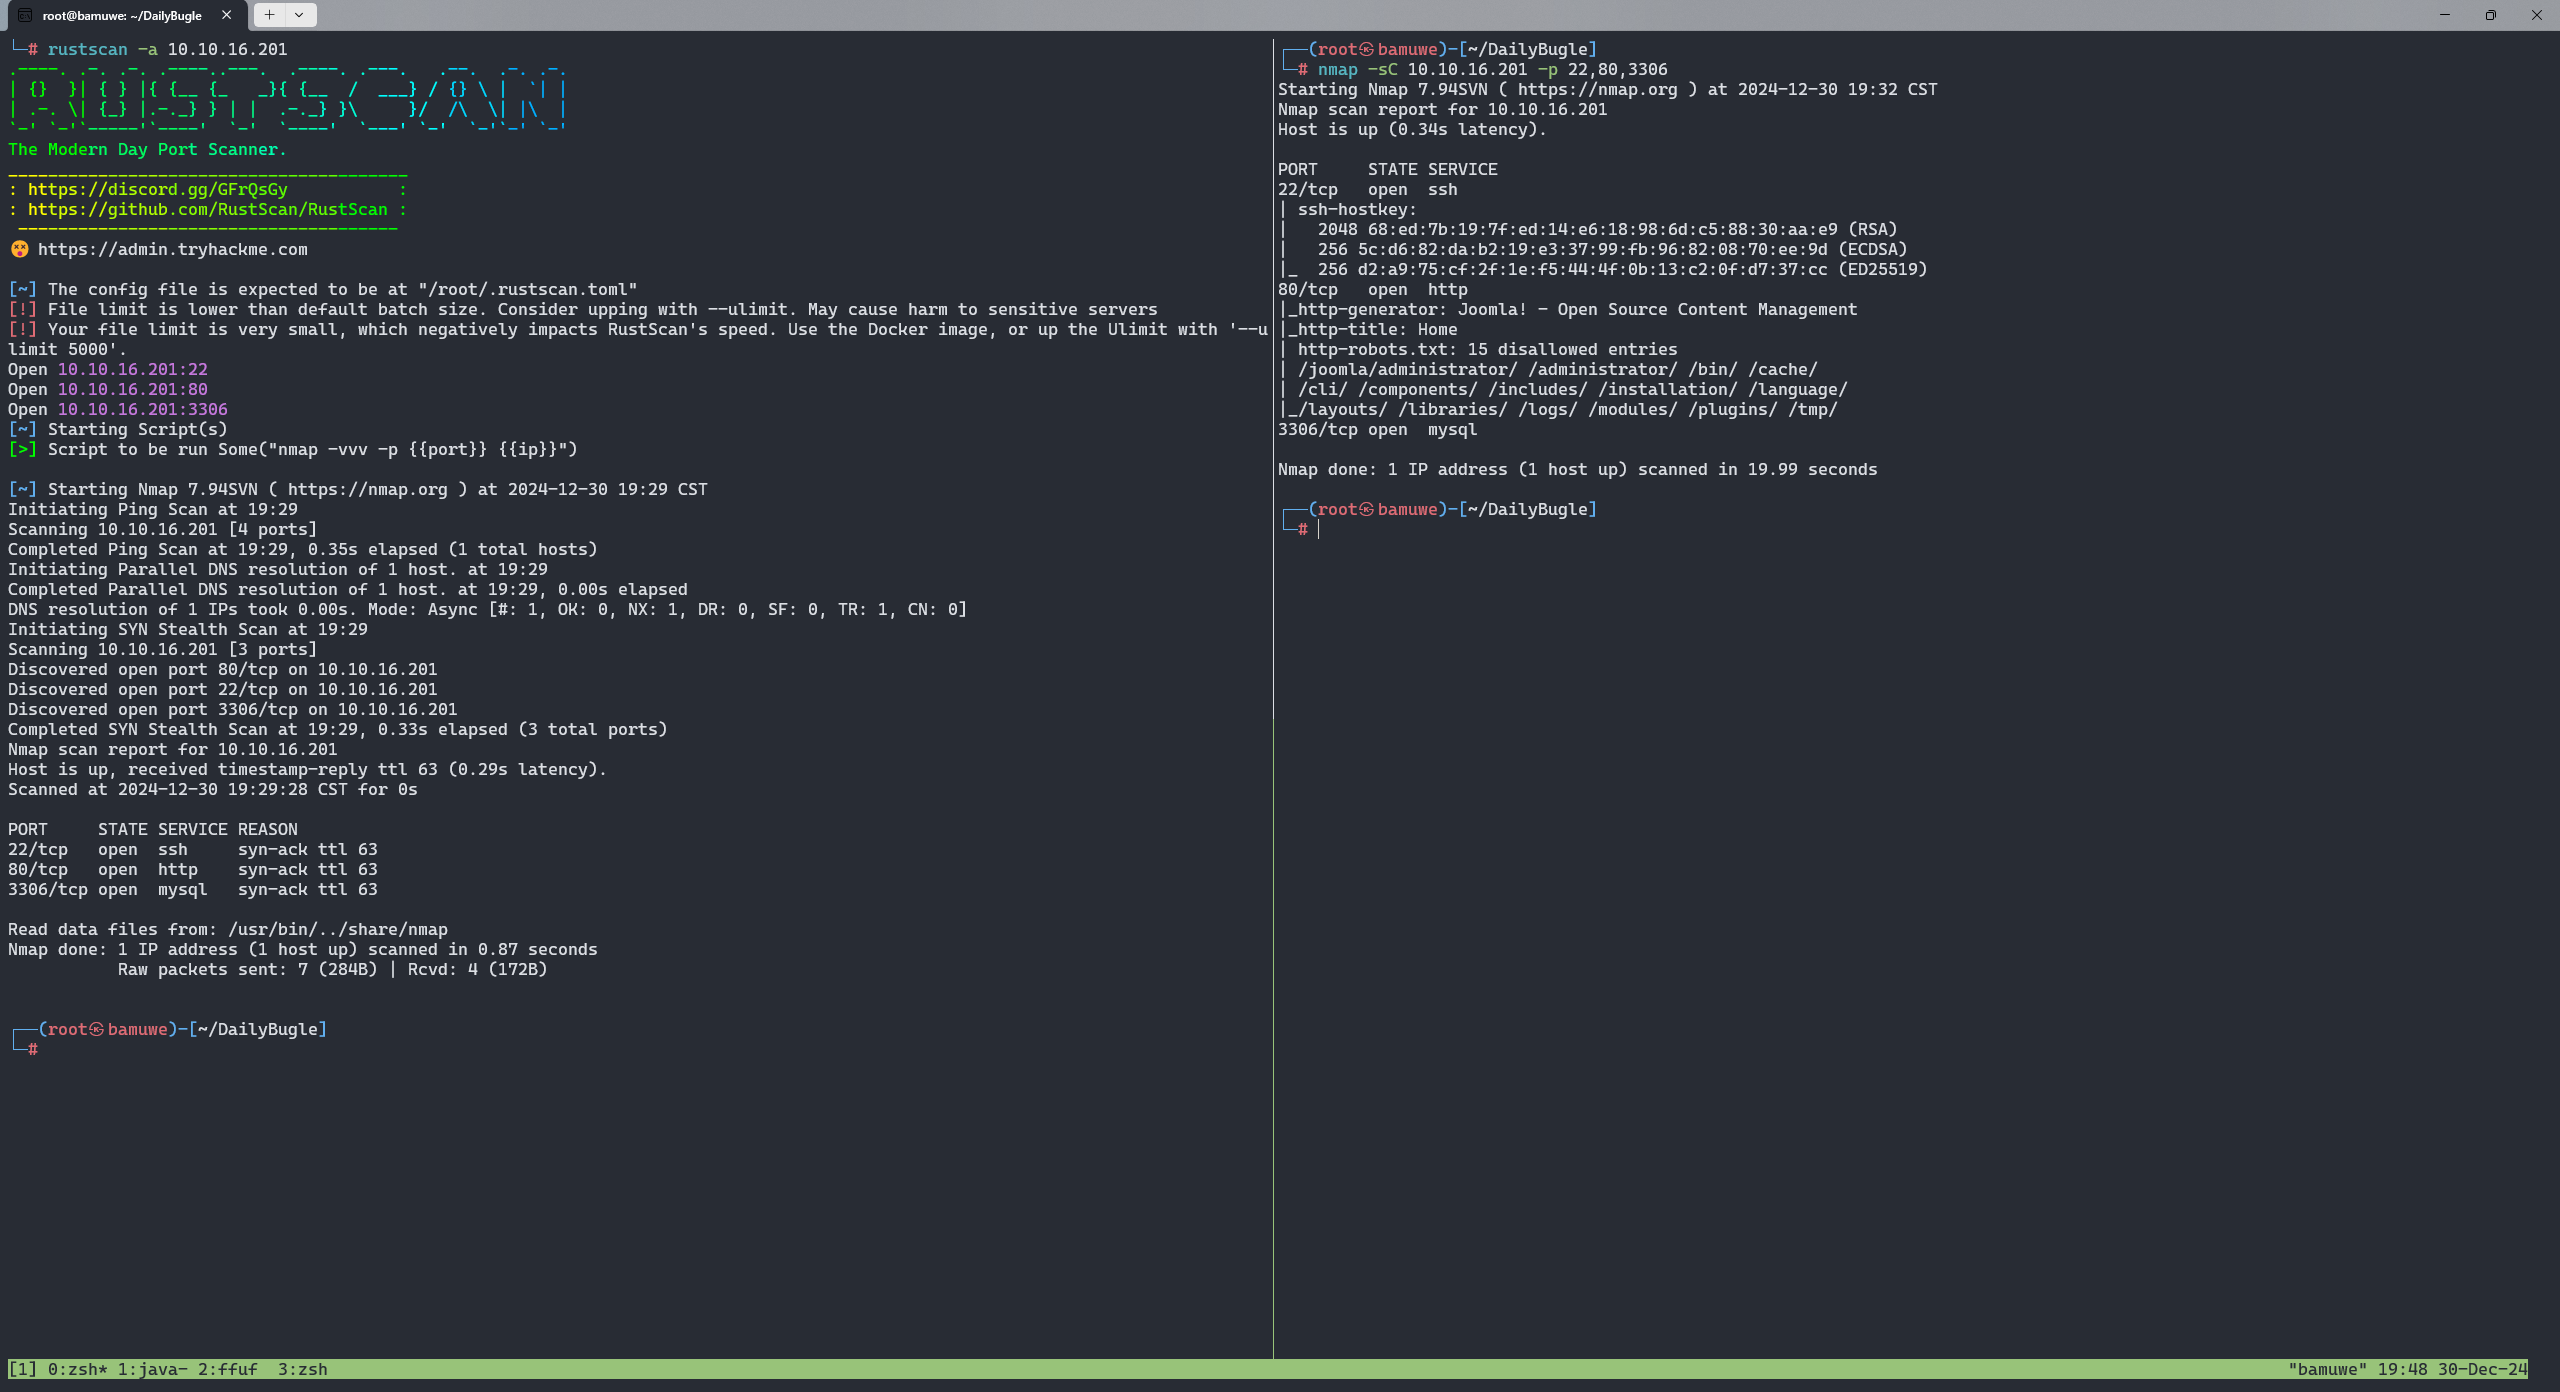 root@bamuwe: ~/DailyBugle
└─# rustscan -a 10.10.16.201
.----. .-. .-. .----..---.  .----. .---.   .--.  .-. .-.
| {}  }| { } |{ {__ {_   _}{ {__  /  ___} / {} \ |  `| |
| .-. \| {_} |.-._} } | |  .-._} }\     }/  /\  \| |\  |
`-' `-'`-----'`----'  `-'  `----'  `---' `-'  `-'`-' `-'
The Modern Day Port Scanner.
________________________________________
: https://discord.gg/GFrQsGy           :
: https://github.com/RustScan/RustScan :
 --------------------------------------
😵 https://admin.tryhackme.com
[~] The config file is expected to be at "/root/.rustscan.toml"
[!] File limit is lower than default batch size. Consider upping with --ulimit. May cause harm to sensitive servers
[!] Your file limit is very small, which negatively impacts RustScan's speed. Use the Docker image, or up the Ulimit with '--u
limit 5000'.
Open 10.10.16.201:22
Open 10.10.16.201:80
Open 10.10.16.201:3306
[~] Starting Script(s)
[>] Script to be run Some("nmap -vvv -p {{port}} {{ip}}")
[~] Starting Nmap 7.94SVN ( https://nmap.org ) at 2024-12-30 19:29 CST
Initiating Ping Scan at 19:29
Scanning 10.10.16.201 [4 ports]
Completed Ping Scan at 19:29, 0.35s elapsed (1 total hosts)
Initiating Parallel DNS resolution of 1 host. at 19:29
Completed Parallel DNS resolution of 1 host. at 19:29, 0.00s elapsed
DNS resolution of 1 IPs took 0.00s. Mode: Async [#: 1, OK: 0, NX: 1, DR: 0, SF: 0, TR: 1, CN: 0]
Initiating SYN Stealth Scan at 19:29
Scanning 10.10.16.201 [3 ports]
Discovered open port 80/tcp on 10.10.16.201
Discovered open port 22/tcp on 10.10.16.201
Discovered open port 3306/tcp on 10.10.16.201
Completed SYN Stealth Scan at 19:29, 0.33s elapsed (3 total ports)
Nmap scan report for 10.10.16.201
Host is up, received timestamp-reply ttl 63 (0.29s latency).
Scanned at 2024-12-30 19:29:28 CST for 0s
PORT     STATE SERVICE REASON
22/tcp   open  ssh     syn-ack ttl 63
80/tcp   open  http    syn-ack ttl 63
3306/tcp open  mysql   syn-ack ttl 63
Read data files from: /usr/bin/../share/nmap
Nmap done: 1 IP address (1 host up) scanned in 0.87 seconds
           Raw packets sent: 7 (284B) | Rcvd: 4 (172B)
┌──(root㉿bamuwe)-[~/DailyBugle]
└─#
┌──(root㉿bamuwe)-[~/DailyBugle]
└─# nmap -sC 10.10.16.201 -p 22,80,3306
Starting Nmap 7.94SVN ( https://nmap.org ) at 2024-12-30 19:32 CST
Nmap scan report for 10.10.16.201
Host is up (0.34s latency).
PORT     STATE SERVICE
22/tcp   open  ssh
| ssh-hostkey:
|   2048 68:ed:7b:19:7f:ed:14:e6:18:98:6d:c5:88:30:aa:e9 (RSA)
|   256 5c:d6:82:da:b2:19:e3:37:99:fb:96:82:08:70:ee:9d (ECDSA)
|_  256 d2:a9:75:cf:2f:1e:f5:44:4f:0b:13:c2:0f:d7:37:cc (ED25519)
80/tcp   open  http
|_http-generator: Joomla! - Open Source Content Management
|_http-title: Home
| http-robots.txt: 15 disallowed entries
| /joomla/administrator/ /administrator/ /bin/ /cache/
| /cli/ /components/ /includes/ /installation/ /language/
|_/layouts/ /libraries/ /logs/ /modules/ /plugins/ /tmp/
3306/tcp open  mysql
Nmap done: 1 IP address (1 host up) scanned in 19.99 seconds
┌──(root㉿bamuwe)-[~/DailyBugle]
└─#
[1] 0:zsh* 1:java- 2:ffuf  3:zsh
"bamuwe" 19:48 30-Dec-24